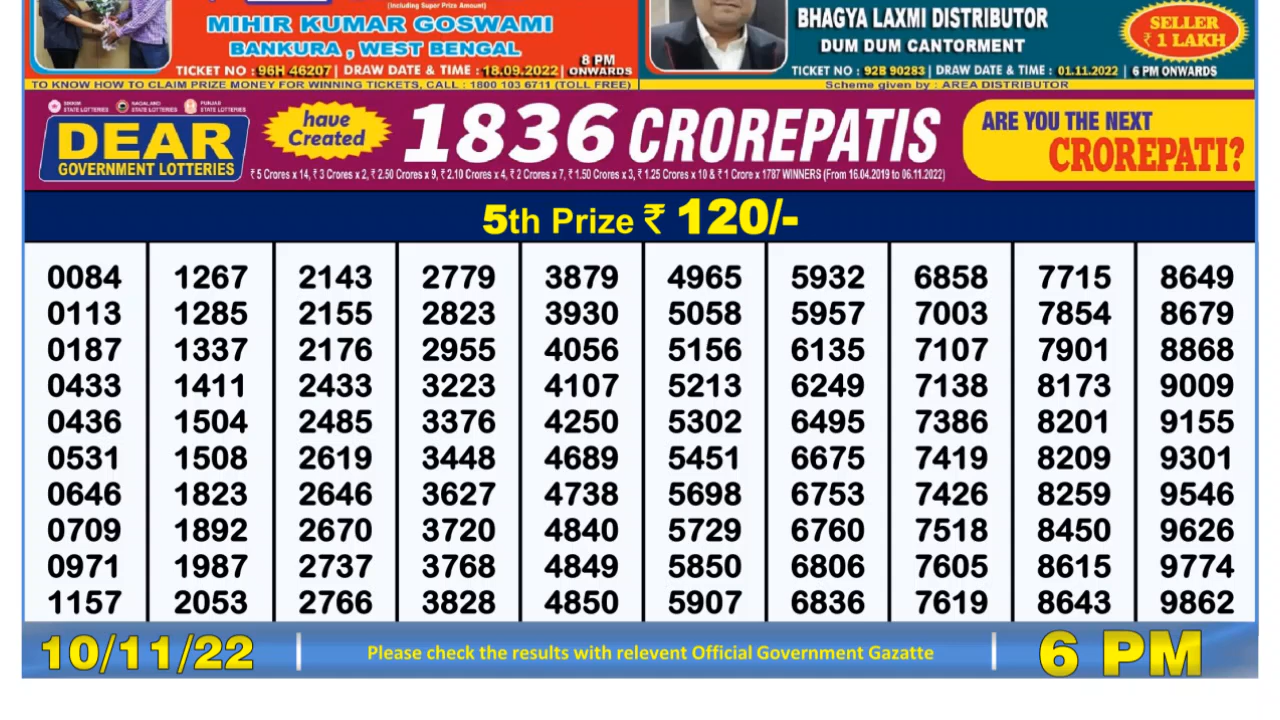 (Including Super Prize Amount)
MIHIR KUMAR GOSWAMI
BANKURA , WEST BENGAL
TICKET NO : 96H 46207 | DRAW DATE & TIME : 18.09.2022 | 8 PM ONWARDS
BHAGYA LAXMI DISTRIBUTOR
DUM DUM CANTORMENT
TICKET NO : 92B 90283 | DRAW DATE & TIME : 01.11.2022 | 6 PM ONWARDS
SELLER
₹ 1 LAKH
TO KNOW HOW TO CLAIM PRIZE MONEY FOR WINNING TICKETS, CALL : 1800 103 6711 (TOLL FREE)
Scheme given by : AREA DISTRIBUTOR
SIKKIM STATE LOTTERIES
NAGALAND STATE LOTTERIES
PUNJAB STATE LOTTERIES
DEAR
GOVERNMENT LOTTERIES
have Created
1836 CROREPATIS
₹ 5 Crores x 14, ₹ 3 Crores x 2, ₹ 2.50 Crores x 9, ₹ 2.10 Crores x 4, ₹ 2 Crores x 7, ₹ 1.50 Crores x 3, ₹ 1.25 Crores x 10 & ₹ 1 Crore x 1787 WINNERS (From 16.04.2019 to 06.11.2022)
ARE YOU THE NEXT
CROREPATI?
5th Prize ₹ 120/-
0084 1267 2143 2779 3879 4965 5932 6858 7715 8649
0113 1285 2155 2823 3930 5058 5957 7003 7854 8679
0187 1337 2176 2955 4056 5156 6135 7107 7901 8868
0433 1411 2433 3223 4107 5213 6249 7138 8173 9009
0436 1504 2485 3376 4250 5302 6495 7386 8201 9155
0531 1508 2619 3448 4689 5451 6675 7419 8209 9301
0646 1823 2646 3627 4738 5698 6753 7426 8259 9546
0709 1892 2670 3720 4840 5729 6760 7518 8450 9626
0971 1987 2737 3768 4849 5850 6806 7605 8615 9774
1157 2053 2766 3828 4850 5907 6836 7619 8643 9862
10/11/22 | Please check the results with relevent Official Government Gazatte | 6 PM